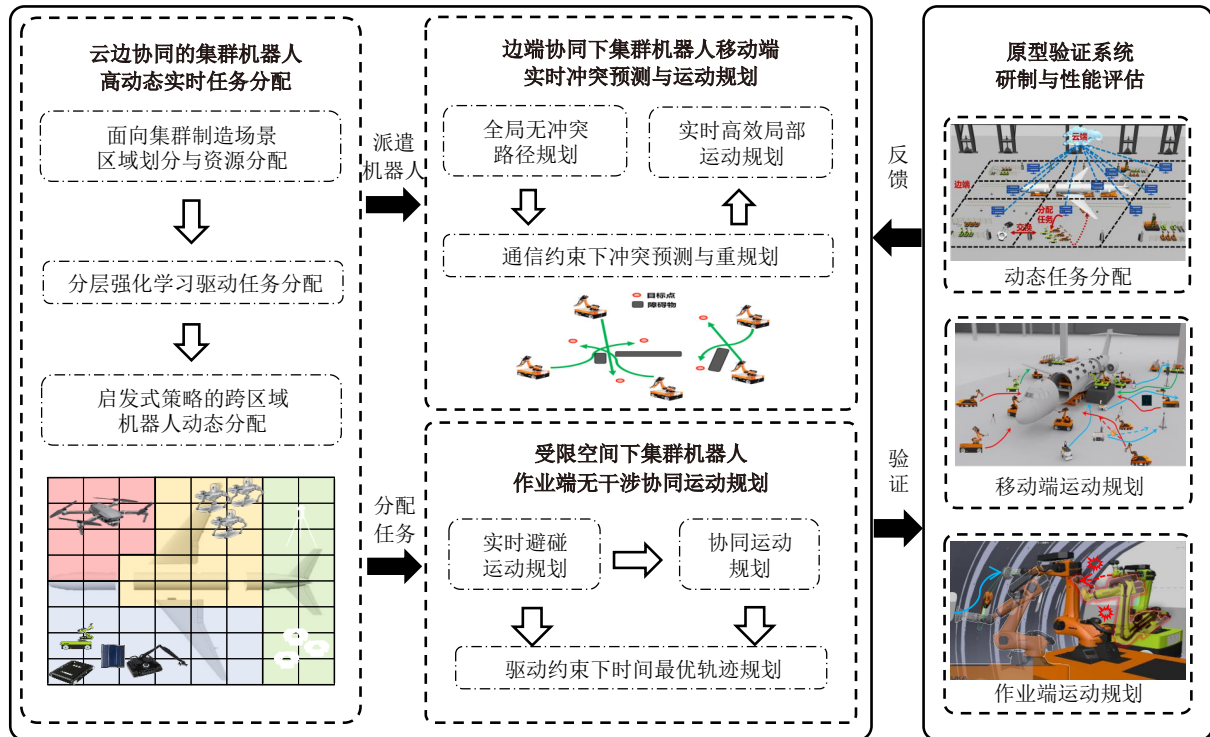 云边协同的集群机器人
高动态实时任务分配
面向集群制造场景
区域划分与资源分配
分层强化学习驱动任务分配
启发式策略的跨区域
机器人动态分配
派遣
机器人
分配
任务
边端协同下集群机器人移动端
实时冲突预测与运动规划
全局无冲突
路径规划
实时高效局部
运动规划
通信约束下冲突预测与重规划
目标点
障碍物
受限空间下集群机器人
作业端无干涉协同运动规划
实时避碰
运动规划
协同运动
规划
驱动约束下时间最优轨迹规划
反
馈
验
证
原型验证系统
研制与性能评估
云端
边端
分配
任务
交换
动态任务分配
移动端运动规划
作业端运动规划